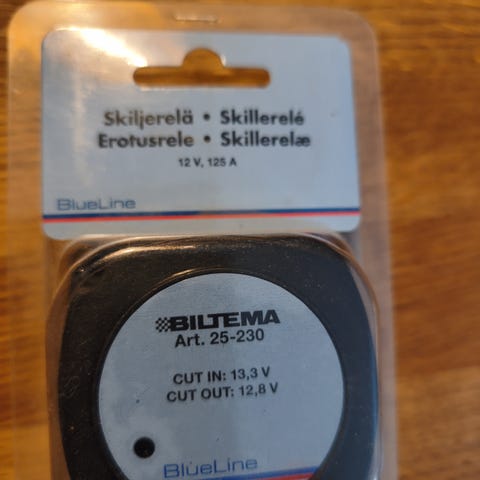 Skiljerelä • Skillerelé
Erotusrele • Skillerelæ
12 V, 125 A
BlueLine
BILTEMA
Art. 25-230
CUT IN: 13,3 V
CUT OUT: 12,8 V
BlueLine